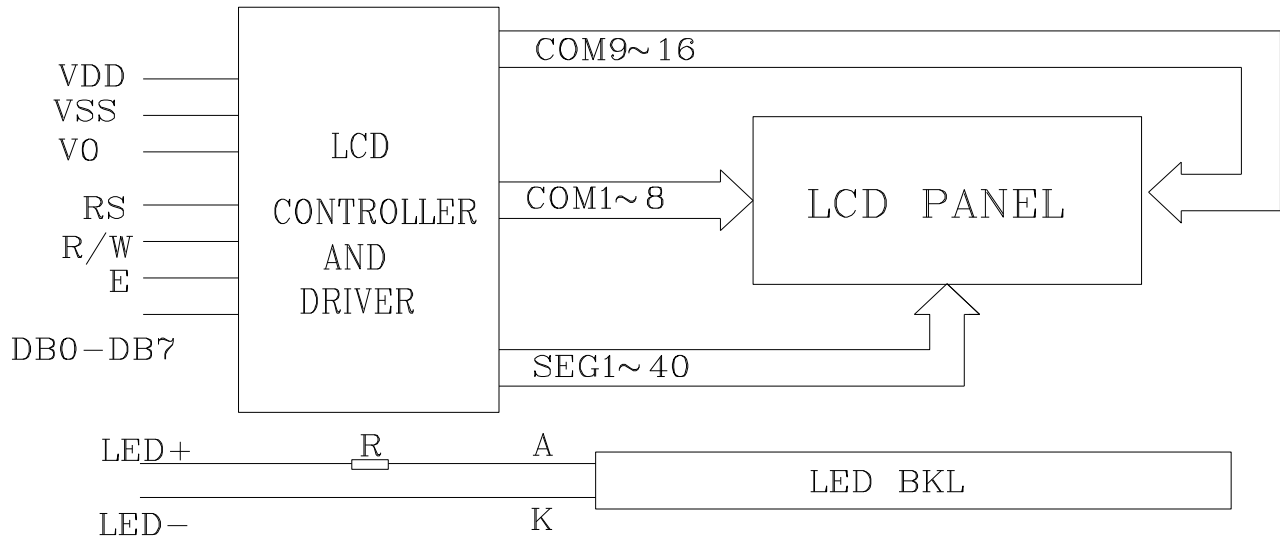 VDD
VSS
V0
RS
R/W
E
DB0-DB7
LCD
CONTROLLER
AND
DRIVER
COM9~16
COM1~8
SEG1~40
LCD PANEL
LED+
R
A
LED-
K
LED BKL